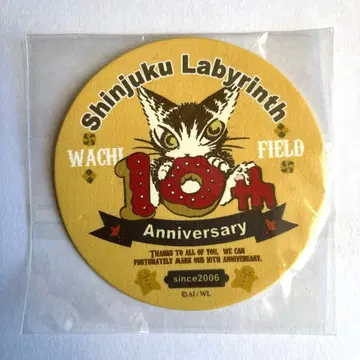 Shinjuku Labyrinth
WACHI FIELD
10th
Anniversary
THANKS TO ALL OF YOU, WE CAN
FORTUNATELY MARK OUR 10TH ANNIVERSARY.
since2006
©AI/WL